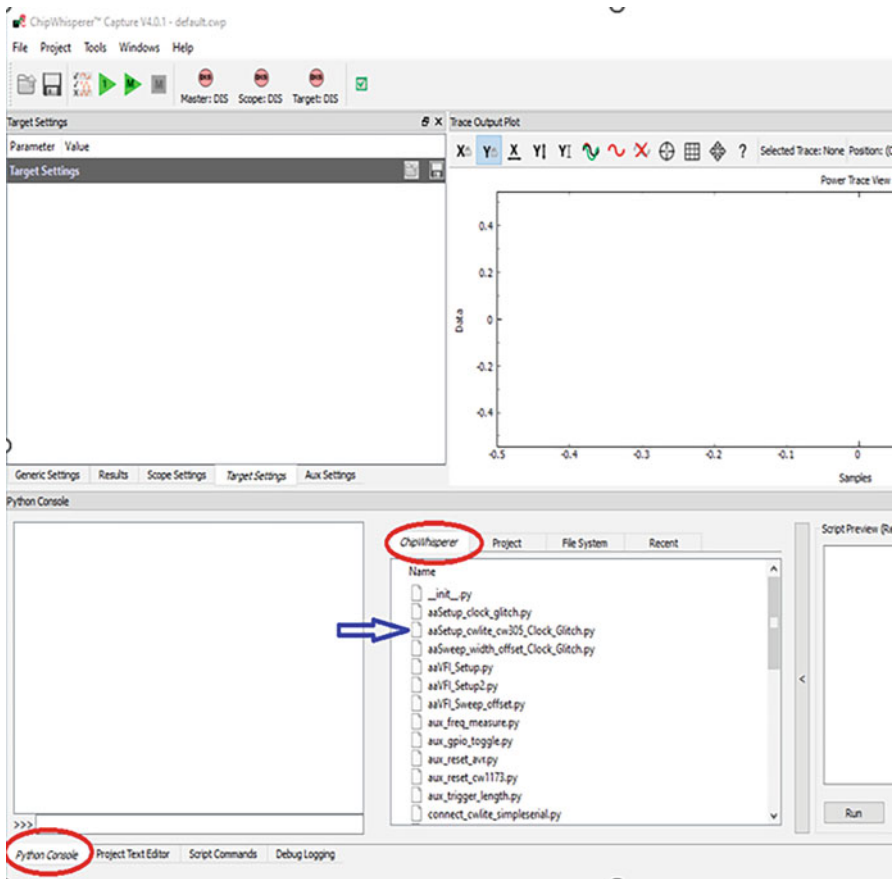 ChipWhisperer™ Capture V4.0.1 - default.cwp
File Project Tools Windows Help
Master: DIS Scope: DIS Target: DIS
Target Settings
Parameter Value
Target Settings
Trace Output Plot
Selected Trace: None Position: (
Power Trace View
0.4
0.2
0
-0.2
-0.4
Data
-0.5 -0.4 -0.3 -0.2 -0.1 0
Samples
Generic Settings Results Scope Settings Target Settings Aux Settings
Python Console
ChipWhisperer Project File System Recent
Name
__init__.py
aaSetup_clock_glitch.py
aaSetup_cwlite_cw305_Clock_Glitch.py
aaSweep_width_offset_Clock_Glitch.py
aaVFI_Setup.py
aaVFI_Setup2.py
aaVFI_Sweep_offset.py
aux_freq_measure.py
aux_gpio_toggle.py
aux_reset_avr.py
aux_reset_cw1173.py
aux_trigger_length.py
connect_cwlite_simpleserial.py
<
Script Preview (Ra
Run
>>>
Python Console Project Text Editor Script Commands Debug Logging